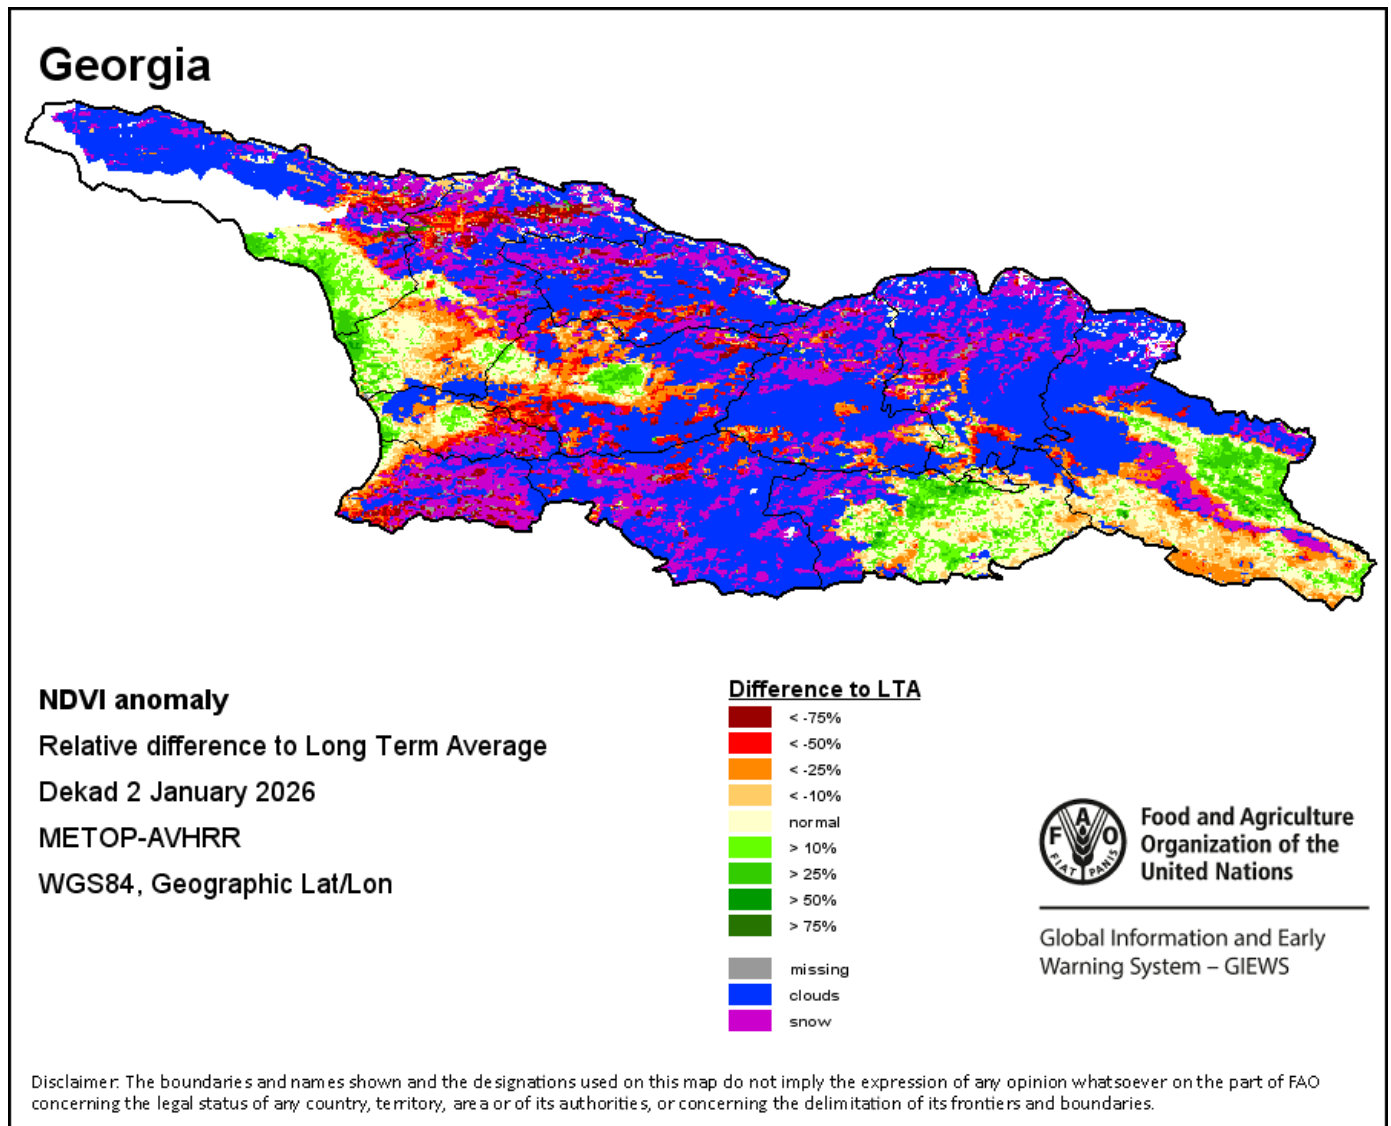 Georgia
NDVI anomaly
Relative difference to Long Term Average
Dekad 2 January 2026
METOP-AVHRR
WGS84, Geographic Lat/Lon
Difference to LTA
< -75%
< -50%
< -25%
< -10%
normal
> 10%
> 25%
> 50%
> 75%
missing
clouds
snow
F A O
FIAT PANIS
Food and Agriculture
Organization of the
United Nations
Global Information and Early
Warning System – GIEWS
Disclaimer: The boundaries and names shown and the designations used on this map do not imply the expression of any opinion whatsoever on the part of FAO
concerning the legal status of any country, territory, area or of its authorities, or concerning the delimitation of its frontiers and boundaries.